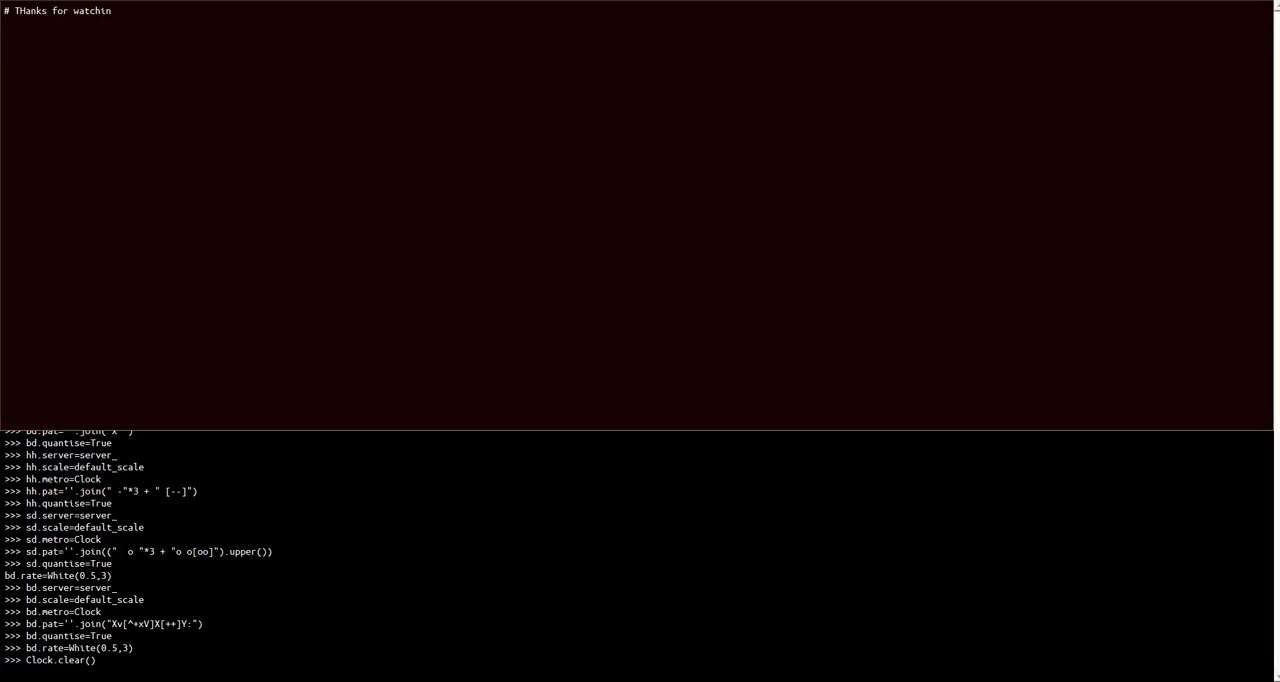 # THanks for watchin
>>> bd.pat=''.join("x ")
>>> bd.quantise=True
>>> hh.server=server_
>>> hh.scale=default_scale
>>> hh.metro=Clock
>>> hh.pat=''.join(" -"*3 + " [--]")
>>> hh.quantise=True
>>> sd.server=server_
>>> sd.scale=default_scale
>>> sd.metro=Clock
>>> sd.pat=''.join(("  o "*3 + "o o[oo]").upper())
>>> sd.quantise=True
bd.rate=White(0.5,3)
>>> bd.server=server_
>>> bd.scale=default_scale
>>> bd.metro=Clock
>>> bd.pat=''.join("Xv[^+xV]X[++]Y:")
>>> bd.quantise=True
>>> bd.rate=White(0.5,3)
>>> Clock.clear()